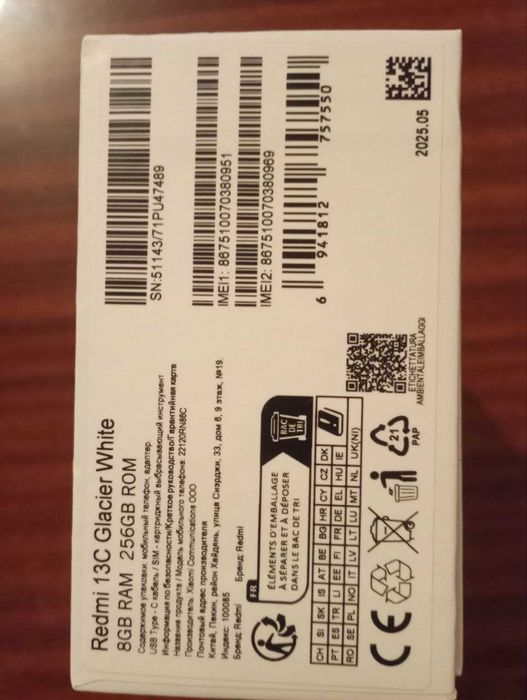 Redmi 13C Glacier White
8GB RAM 256GB ROM
Содержимое упаковки: мобильный телефон, адаптер,
USB Type - C кабель / SIM - картриджный выбрасывающий инструмент
Информация по безопасности/Краткое руководство/Гарантийная карта
Название продукта / Модель мобильного телефона: 22120RN86C
Производитель: Xiaomi Communications ООО
Почтовый адрес производителя
Китай, Пекин, район Хайдянь, улица Сиэрджи, 33, дом 6, 9 этаж, №19.
Индекс: 100085
Бренд: Redmi Бренд: Redmi
SN:51143/71PU47489
IMEI1: 867510070380951
IMEI2: 867510070380969
6 941812 757550
2025.05
FR
ÉLÉMENTS D'EMBALLAGE
À SÉPARER ET À DÉPOSER
DANS LE BAC DE TRI
BAC
DE
TRI
CH SI SK IS AT BE BG HR CY CZ DK
PT ES TR LI EE FI FR DE EL HU IE
RO SE PL NO IT LV LT LU MT NL UK(NI)
ETICHETTATURA
AMBIENTALEIMBALLAGGI
CE
21
PAP